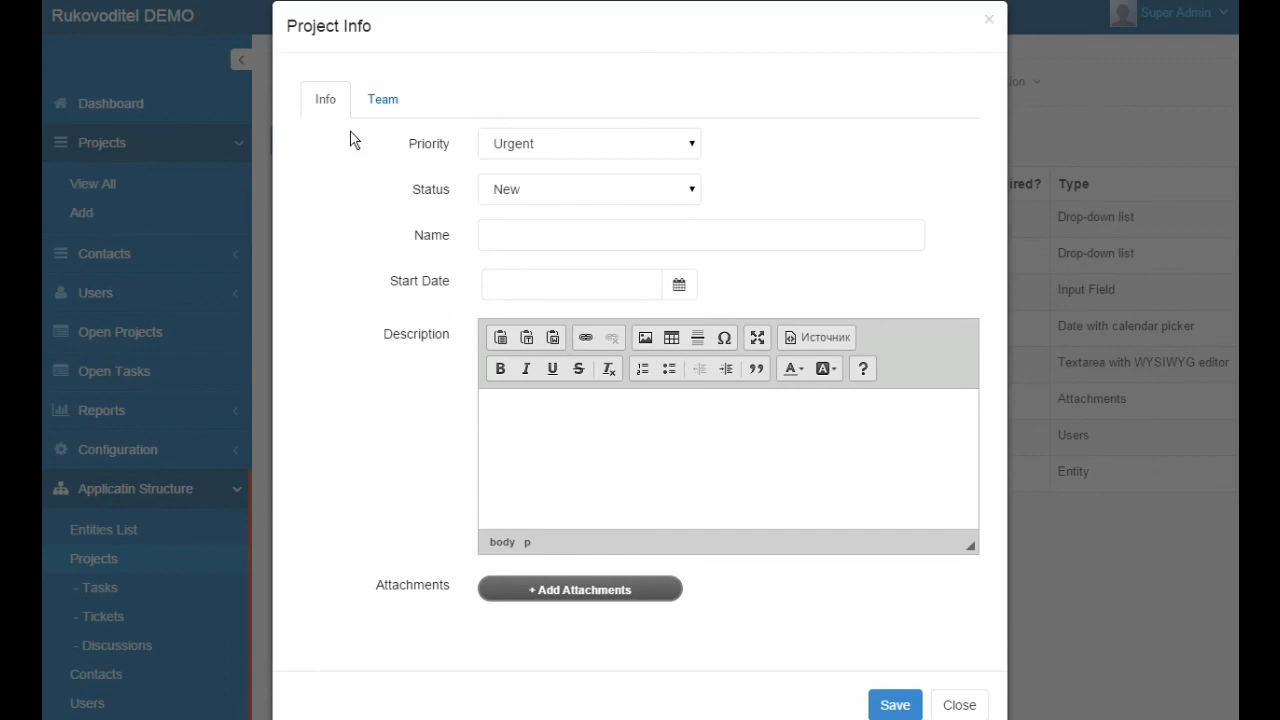 Rukovoditel DEMO
Project Info
×
Super Admin
Dashboard
Projects
View All
Add
Contacts
Users
Open Projects
Open Tasks
Reports
Configuration
Applicatin Structure
Entities List
Projects
- Tasks
- Tickets
- Discussions
Contacts
Users
Info
Team
Priority
Urgent
Status
New
Name
Start Date
Description
Источник
B I U S Tx
A A ?
body p
Attachments
+ Add Attachments
Save
Close
ion
ired? Type
Drop-down list
Drop-down list
Input Field
Date with calendar picker
Textarea with WYSIWYG editor
Attachments
Users
Entity